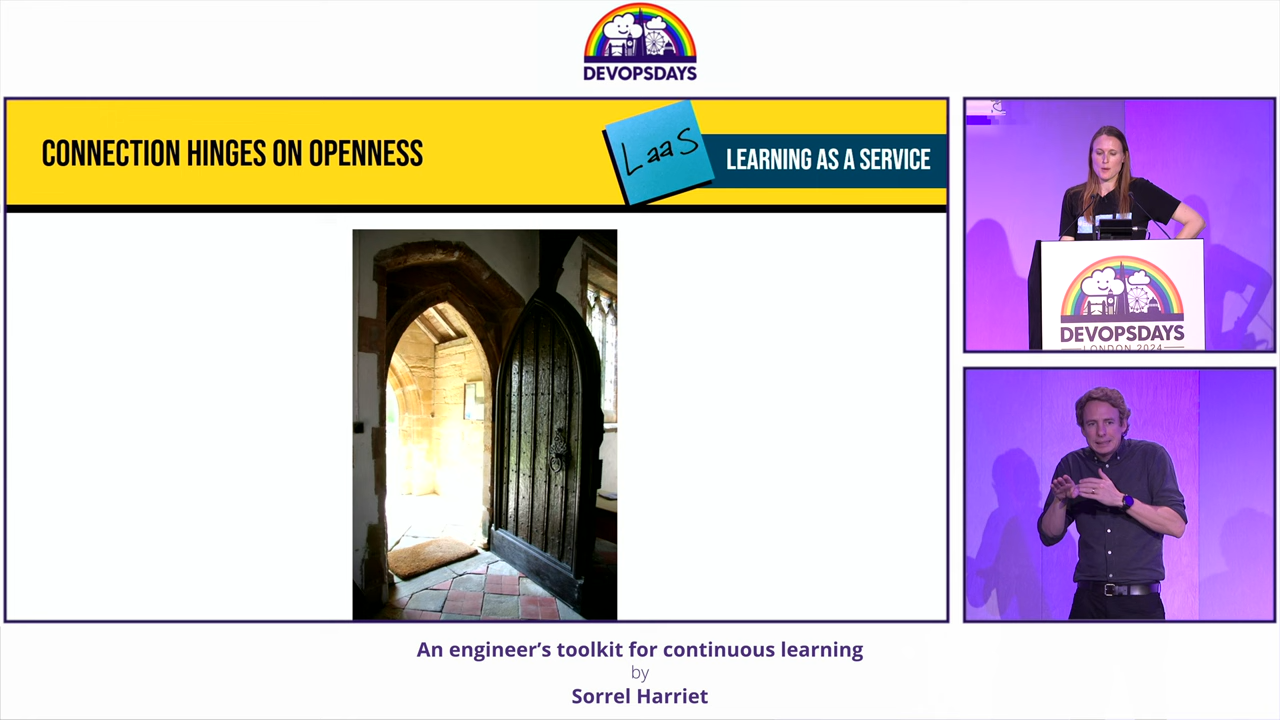 DEVOPSDAYS
CONNECTION HINGES ON OPENNESS
LaaS
LEARNING AS A SERVICE
DEVOPSDAYS
LONDON 2024
An engineer's toolkit for continuous learning
by
Sorrel Harriet